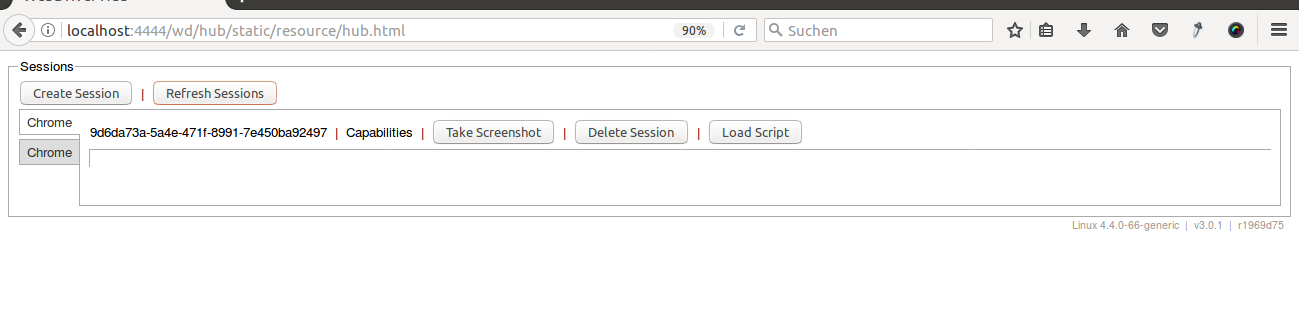 localhost:4444/wd/hub/static/resource/hub.html 90% Suchen
Sessions
Create Session | Refresh Sessions
Chrome
9d6da73a-5a4e-471f-8991-7e450ba92497 | Capabilities | Take Screenshot | Delete Session | Load Script
Chrome
Linux 4.4.0-66-generic | v3.0.1 | r1969d75